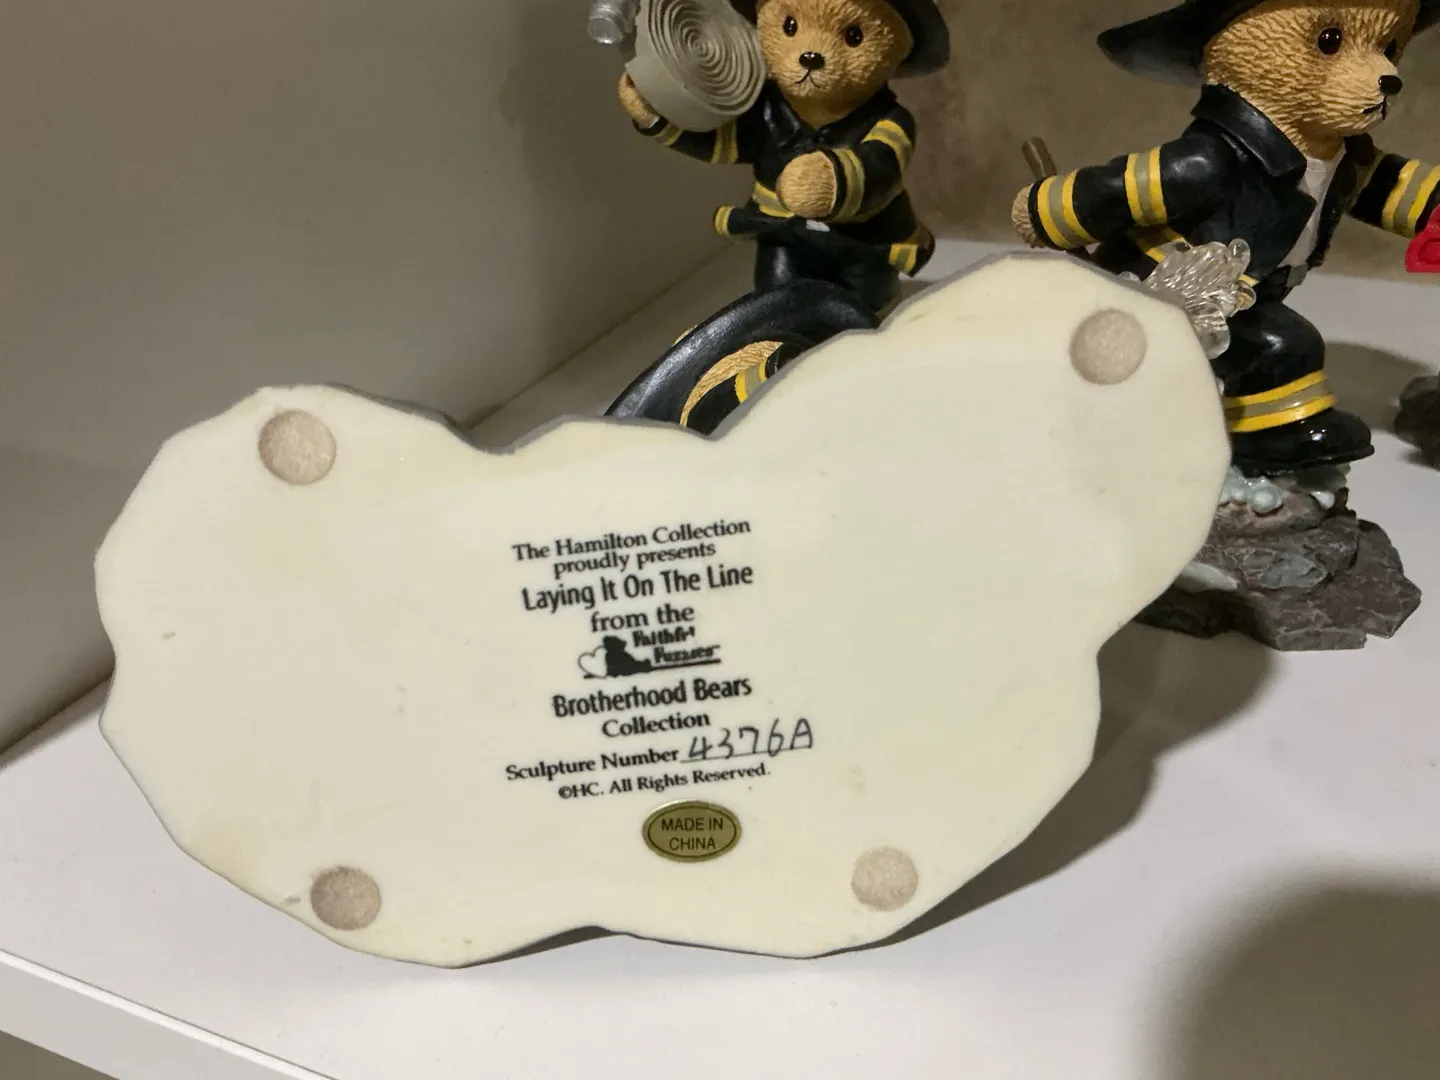 The Hamilton Collection
proudly presents
Laying It On The Line
from the
Faithful
Fuzzies™
Brotherhood Bears
Collection
Sculpture Number 4376A
©HC. All Rights Reserved.
MADE IN
CHINA